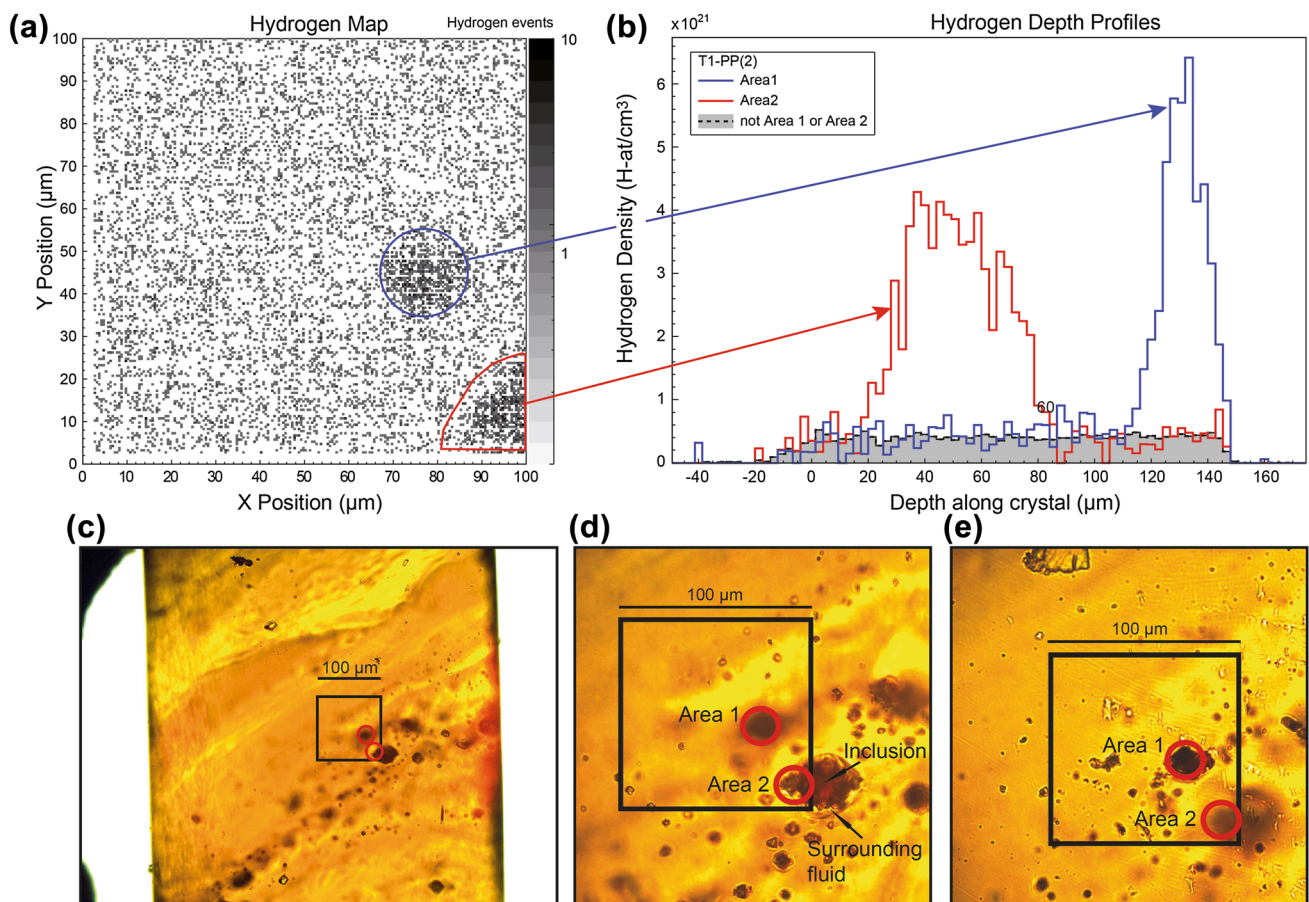 (a)
Hydrogen Map
Hydrogen events
100
90
80
70
60
50
40
30
20
10
0
Y Position (µm)
0 10 20 30 40 50 60 70 80 90 100
X Position (µm)
10
1
(b)
Hydrogen Depth Profiles
x10²¹
T1-PP(2)
Area1
Area2
not Area 1 or Area 2
6
5
4
3
2
1
0
Hydrogen Density (H-at/cm³)
60
-40 -20 0 20 40 60 80 100 120 140 160
Depth along crystal (µm)
(c)
100 µm
(d)
100 µm
Area 1
Inclusion
Area 2
Surrounding
fluid
(e)
100 µm
Area 1
Area 2